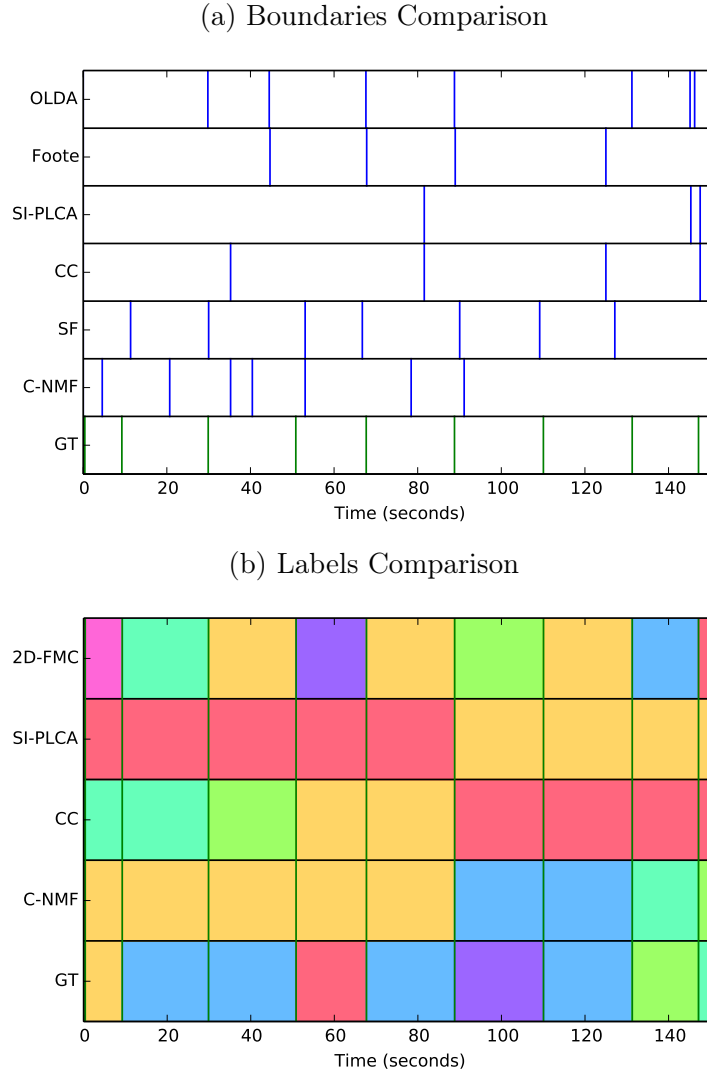 (a) Boundaries Comparison
OLDA
Foote
SI-PLCA
CC
SF
C-NMF
GT
0 20 40 60 80 100 120 140
Time (seconds)
(b) Labels Comparison
2D-FMC
SI-PLCA
CC
C-NMF
GT
0 20 40 60 80 100 120 140
Time (seconds)